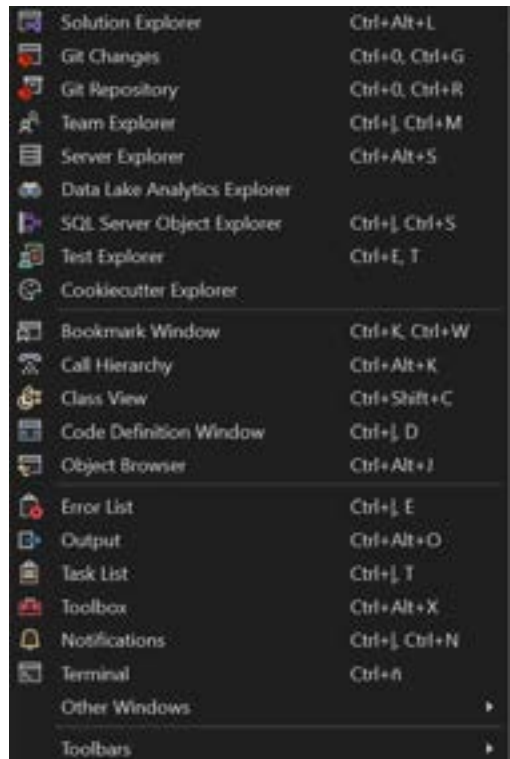 Solution Explorer Ctrl+Alt+L
Git Changes Ctrl+0, Ctrl+G
Git Repository Ctrl+0, Ctrl+R
Team Explorer Ctrl+|, Ctrl+M
Server Explorer Ctrl+Alt+S
Data Lake Analytics Explorer
SQL Server Object Explorer Ctrl+|, Ctrl+S
Test Explorer Ctrl+E, T
Cookiecutter Explorer
Bookmark Window Ctrl+K, Ctrl+W
Call Hierarchy Ctrl+Alt+K
Class View Ctrl+Shift+C
Code Definition Window Ctrl+|, D
Object Browser Ctrl+Alt+J
Error List Ctrl+|, E
Output Ctrl+Alt+O
Task List Ctrl+|, T
Toolbox Ctrl+Alt+X
Notifications Ctrl+|, Ctrl+N
Terminal Ctrl+ñ
Other Windows
Toolbars